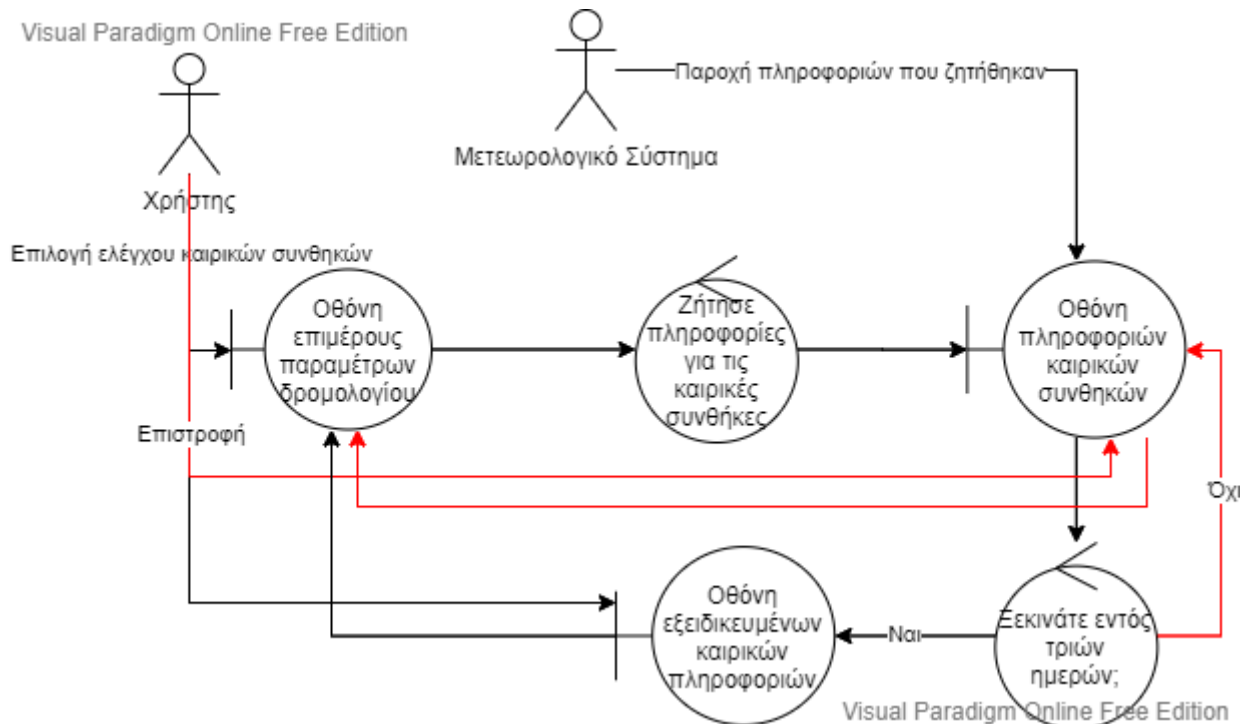 Visual Paradigm Online Free Edition
Παροχή πληροφοριών που ζητήθηκαν
Μετεωρολογικό Σύστημα
Χρήστης
Επιλογή ελέγχου καιρικών συνθηκών
Οθόνη
επιμέρους
παραμέτρων
δρομολογίου
Ζήτησε
πληροφορίες
για τις
καιρικές
συνθήκες
Οθόνη
πληροφοριών
καιρικών
συνθηκών
Επιστροφή
Όχι
Οθόνη
εξειδικευμένων
καιρικών
πληροφοριών
Ναι
Ξεκινάτε εντός
τριών
ημερών;
Visual Paradigm Online Free Edition